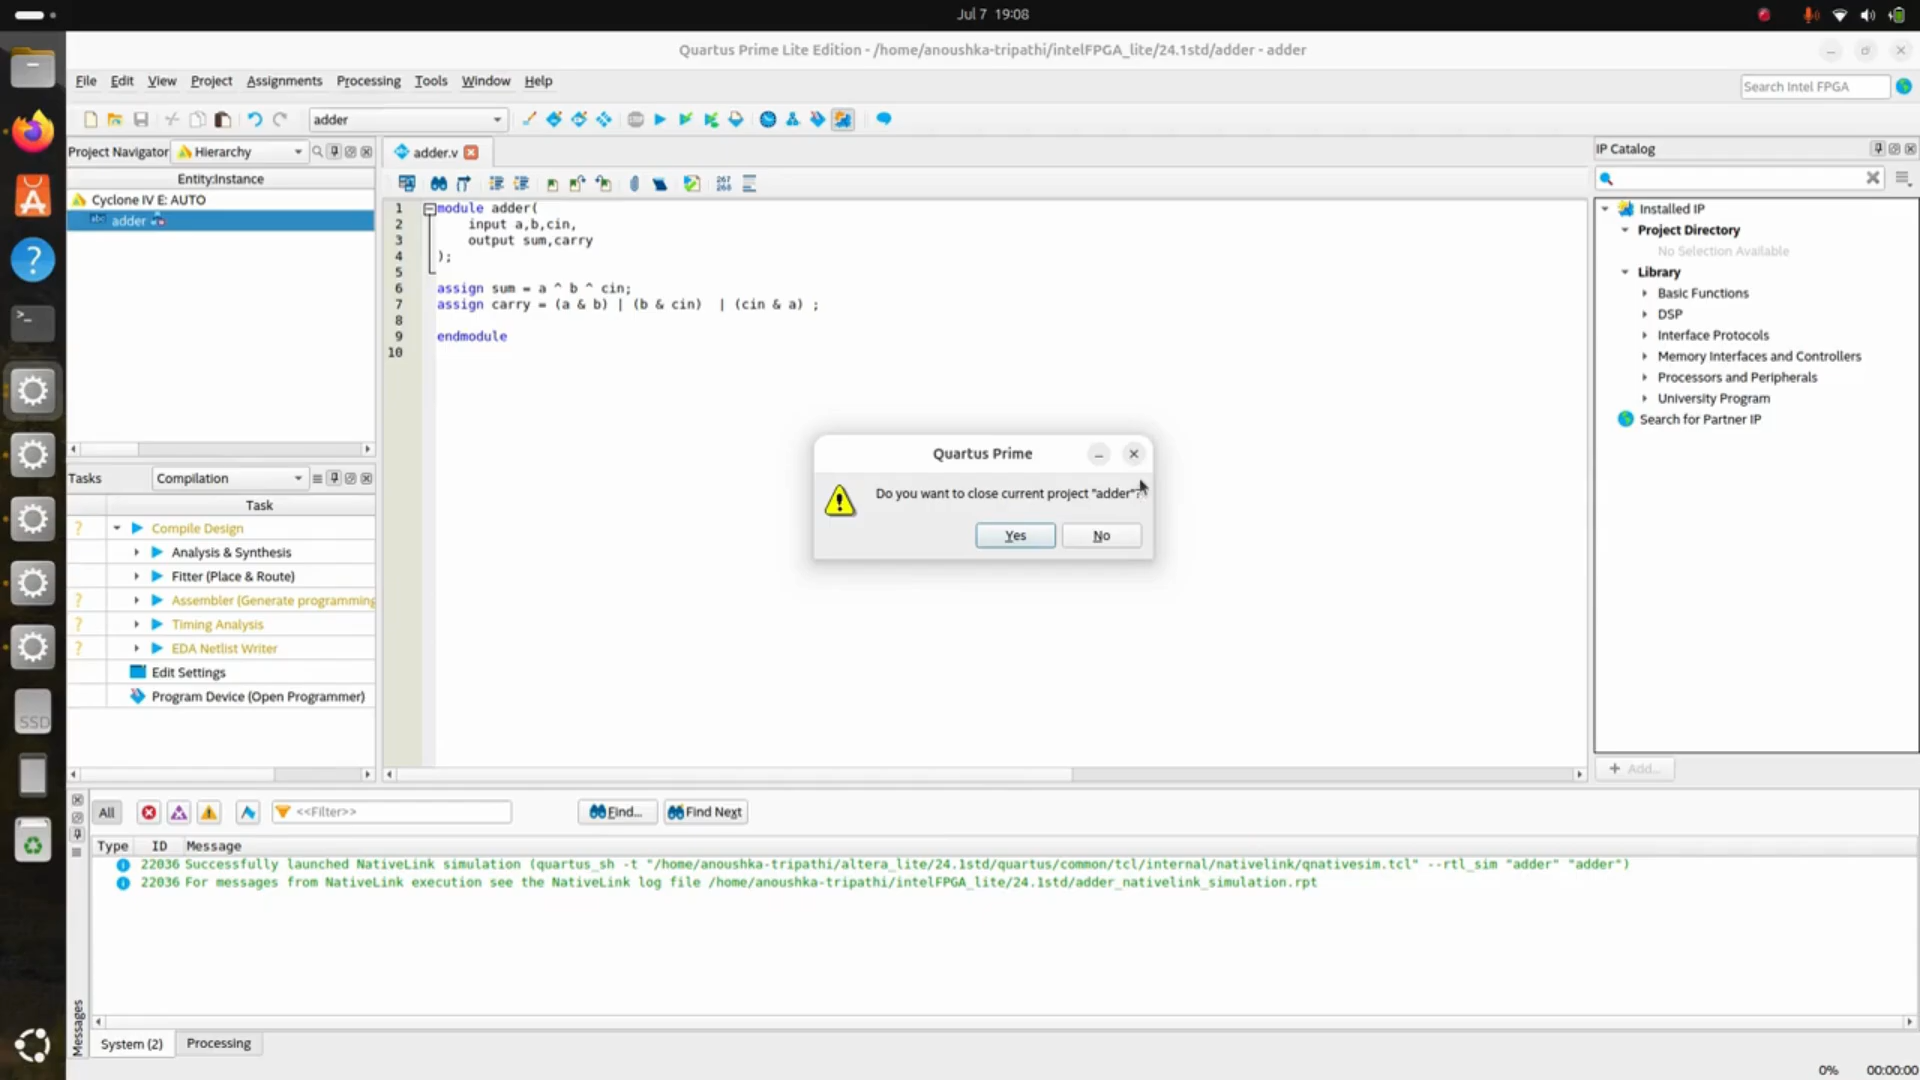 Jul 7 19:08
Quartus Prime Lite Edition - /home/anoushka-tripathi/intelFPGA_lite/24.1std/adder - adder
File Edit View Project Assignments Processing Tools Window Help
Search Intel FPGA
adder
Project Navigator Hierarchy
Entity:Instance
Cyclone IV E: AUTO
adder
Tasks Compilation
Task
Compile Design
Analysis & Synthesis
Fitter (Place & Route)
Assembler (Generate programming
Timing Analysis
EDA Netlist Writer
Edit Settings
Program Device (Open Programmer)
adder.v
267
268
1 module adder(
2 input a,b,cin,
3 output sum,carry
4 );
5
6 assign sum = a ^ b ^ cin;
7 assign carry = (a & b) | (b & cin)  | (cin & a) ;
8
9 endmodule
10
Quartus Prime
Do you want to close current project "adder"?
Yes No
IP Catalog
Installed IP
Project Directory
No Selection Available
Library
Basic Functions
DSP
Interface Protocols
Memory Interfaces and Controllers
Processors and Peripherals
University Program
Search for Partner IP
+ Add...
SSD
All <<Filter>> Find... Find Next
Type ID Message
22036 Successfully launched NativeLink simulation (quartus_sh -t "/home/anoushka-tripathi/altera_lite/24.1std/quartus/common/tcl/internal/nativelink/qnativesim.tcl" --rtl_sim "adder" "adder")
22036 For messages from NativeLink execution see the NativeLink log file /home/anoushka-tripathi/intelFPGA_lite/24.1std/adder_nativelink_simulation.rpt
Messages
System (2) Processing
0% 00:00:00